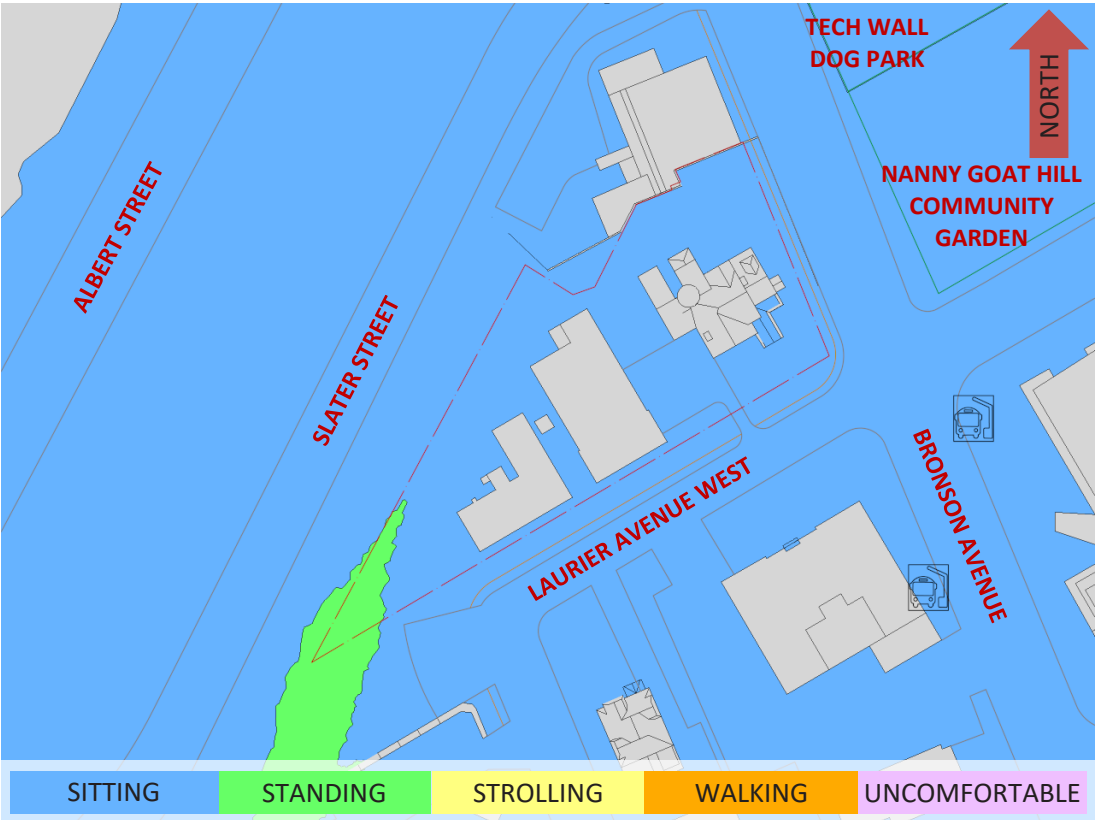 TECH WALL
DOG PARK
NORTH
NANNY GOAT HILL
COMMUNITY
GARDEN
ALBERT STREET
SLATER STREET
LAURIER AVENUE WEST
BRONSON AVENUE
SITTING
STANDING
STROLLING
WALKING
UNCOMFORTABLE